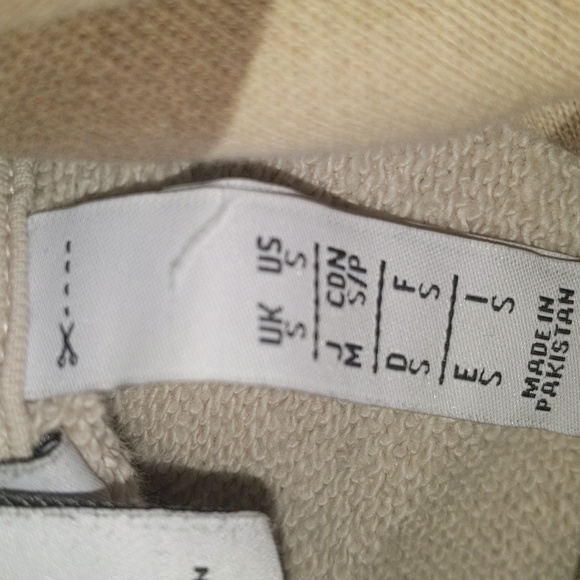 UK US
S S
J CDN
M S/P
D F
S S
E I
S S
MADE IN
PAKISTAN
N